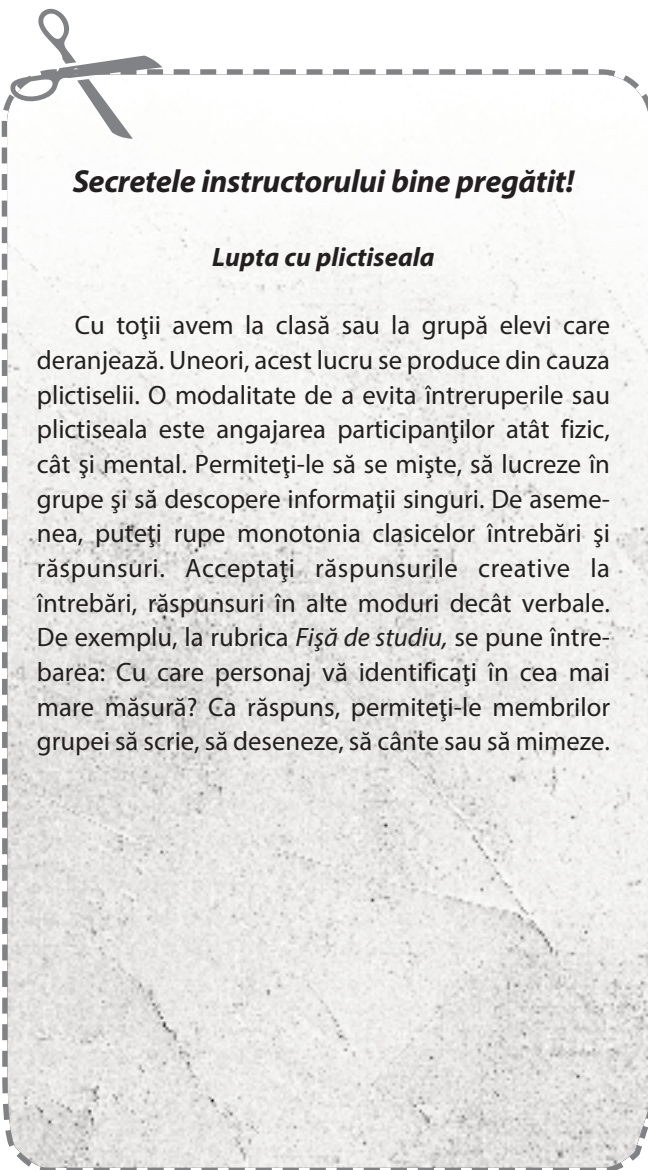 Secretele instructorului bine pregătit!
Lupta cu plictiseala
Cu toţii avem la clasă sau la grupă elevi care
deranjează. Uneori, acest lucru se produce din cauza
plictiselii. O modalitate de a evita întreruperile sau
plictiseala este angajarea participanţilor atât fizic,
cât şi mental. Permiteţi-le să se mişte, să lucreze în
grupe şi să descopere informaţii singuri. De aseme-
nea, puteţi rupe monotonia clasicelor întrebări şi
răspunsuri. Acceptaţi răspunsurile creative la
întrebări, răspunsuri în alte moduri decât verbale.
De exemplu, la rubrica Fişă de studiu, se pune între-
barea: Cu care personaj vă identificaţi în cea mai
mare măsură? Ca răspuns, permiteţi-le membrilor
grupei să scrie, să deseneze, să cânte sau să mimeze.